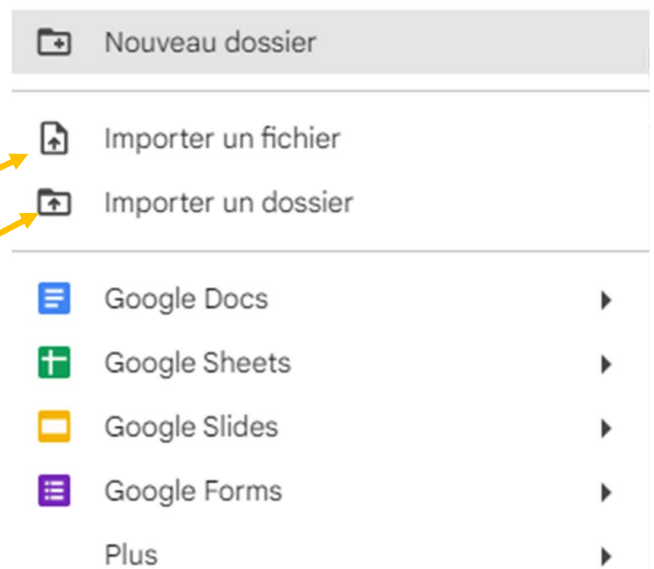 Nouveau dossier
Importer un fichier
Importer un dossier
Google Docs
Google Sheets
Google Slides
Google Forms
Plus